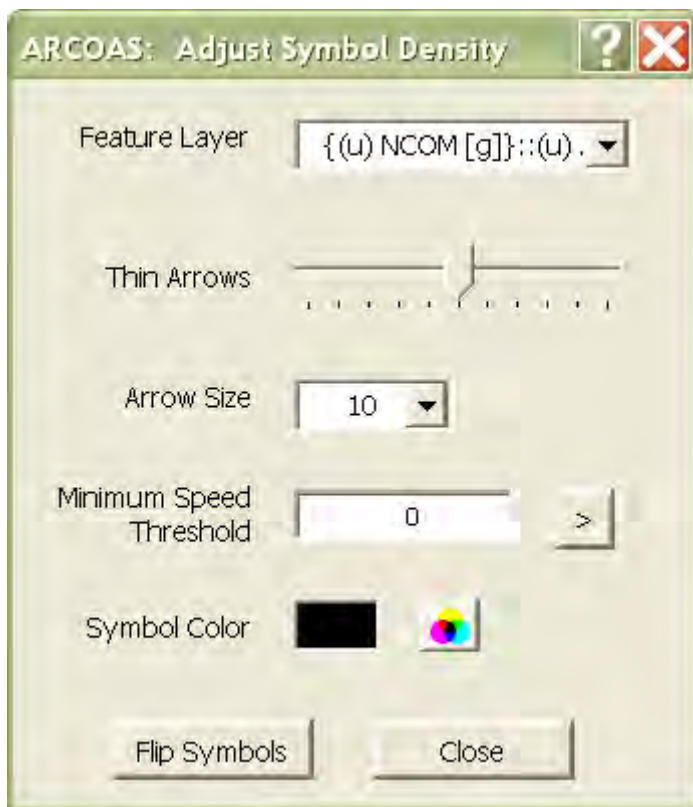 ARCOAS: Adjust Symbol Density
Feature Layer
{(u) NCOM [g]}::(u) .
Thin Arrows
Arrow Size
10
Minimum Speed
Threshold
0
>
Symbol Color
Flip Symbols
Close